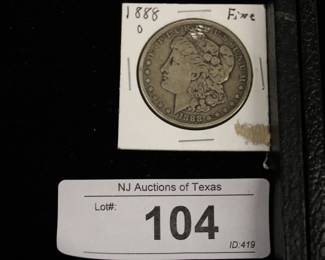 1888 Fine
O
1888
NJ Auctions of Texas
Lot#:
104
ID:419